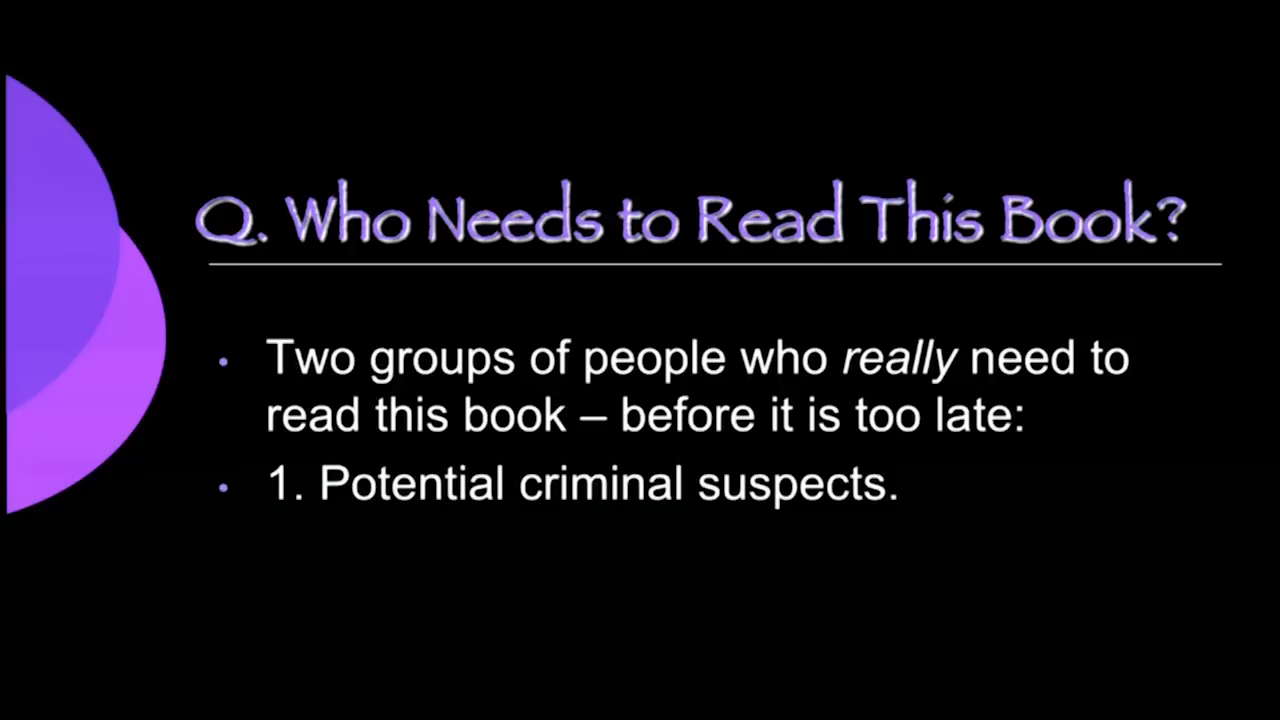 Q. Who Needs to Read This Book?
• Two groups of people who really need to
read this book – before it is too late:
• 1. Potential criminal suspects.